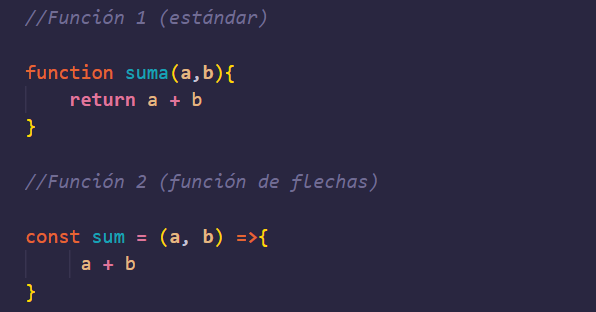 //Función 1 (estándar)
function suma(a,b){
return a + b
}
//Función 2 (función de flechas)
const sum = (a, b) =>{
a + b
}